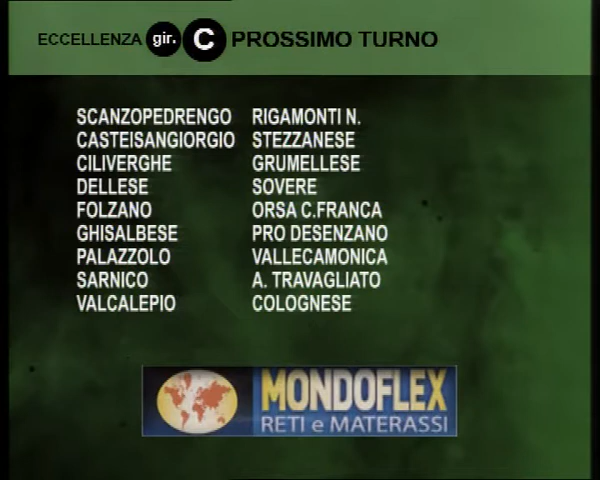 ECCELLENZA gir. C PROSSIMO TURNO
SCANZOPEDRENGO RIGAMONTI N.
CASTEISANGIORGIO STEZZANESE
CILIVERGHE GRUMELLESE
DELLESE SOVERE
FOLZANO ORSA C.FRANCA
GHISALBESE PRO DESENZANO
PALAZZOLO VALLECAMONICA
SARNICO A. TRAVAGLIATO
VALCALEPIO COLOGNESE
MONDOFLEX
RETI e MATERASSI